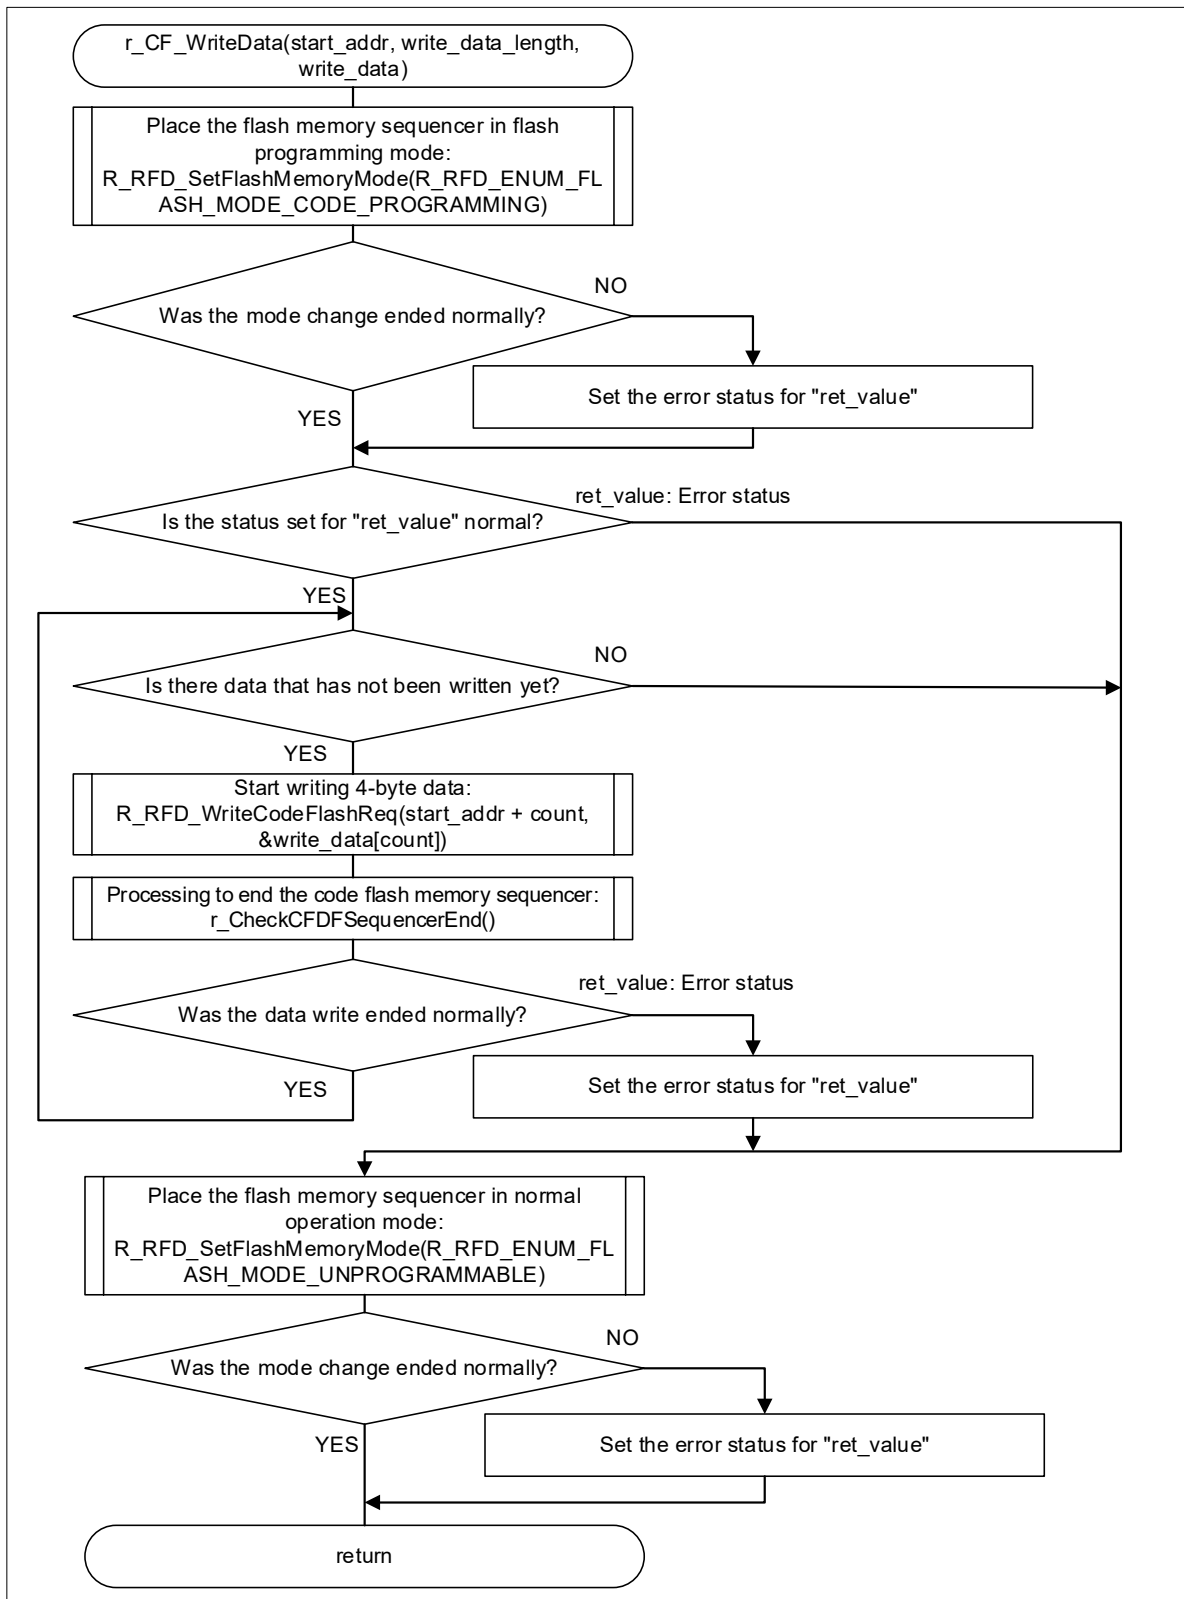 r_CF_WriteData(start_addr, write_data_length,
write_data)
Place the flash memory sequencer in flash
programming mode:
R_RFD_SetFlashMemoryMode(R_RFD_ENUM_FL
ASH_MODE_CODE_PROGRAMMING)
NO
Was the mode change ended normally?
Set the error status for "ret_value"
YES
ret_value: Error status
Is the status set for "ret_value" normal?
YES
NO
Is there data that has not been written yet?
YES
Start writing 4-byte data:
R_RFD_WriteCodeFlashReq(start_addr + count,
&write_data[count])
Processing to end the code flash memory sequencer:
r_CheckCFDFSequencerEnd()
ret_value: Error status
Was the data write ended normally?
Set the error status for "ret_value"
YES
Place the flash memory sequencer in normal
operation mode:
R_RFD_SetFlashMemoryMode(R_RFD_ENUM_FL
ASH_MODE_UNPROGRAMMABLE)
NO
Was the mode change ended normally?
YES
Set the error status for "ret_value"
return